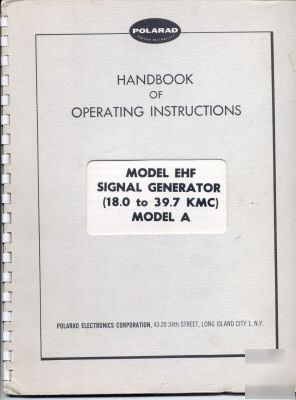 POLARAD
HANDBOOK
OF
OPERATING INSTRUCTIONS
MODEL EHF
SIGNAL GENERATOR
(18.0 to 39.7 KMC)
MODEL A
POLARAD ELECTRONICS CORPORATION, 43-20 34th STREET, LONG ISLAND CITY 1, N.Y.